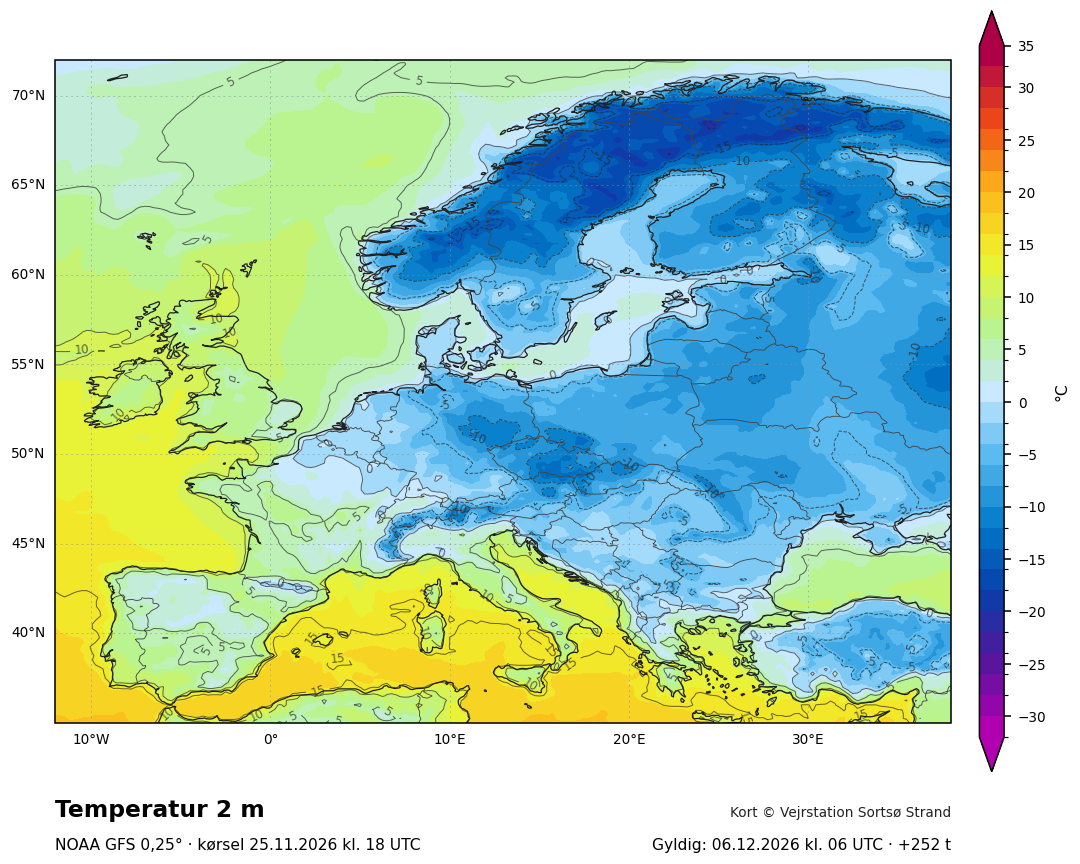 70°N
65°N
60°N
55°N
50°N
45°N
40°N
10°W
0°
10°E
20°E
30°E
35
30
25
20
15
10
5
0
−5
−10
−15
−20
−25
−30
°C
Temperatur 2 m
Kort © Vejrstation Sortsø Strand
NOAA GFS 0,25° · kørsel 25.11.2026 kl. 18 UTC
Gyldig: 06.12.2026 kl. 06 UTC · +252 t